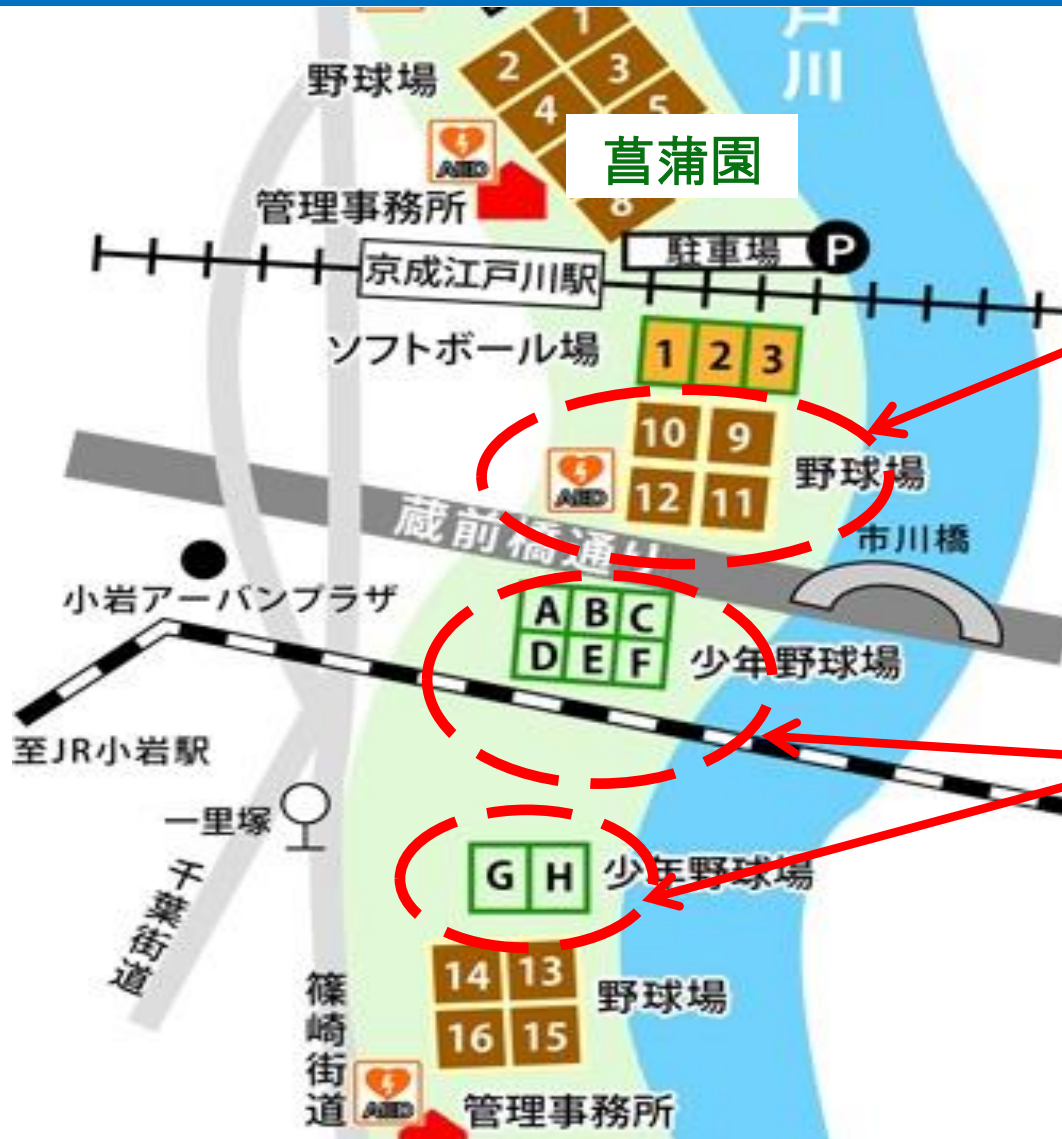 戸川
1
2
3
野球場
4
5
AED
菖蒲園
管理事務所
8
駐車場 P
京成江戸川駅
ソフトボール場
1 2 3
10 9
野球場
AED
12 11
蔵前橋通り
市川橋
小岩アーバンプラザ
A B C
D E F
少年野球場
至JR小岩駅
一里塚
G H
少年野球場
千葉街道
14 13
野球場
篠崎街道
16 15
AED
管理事務所